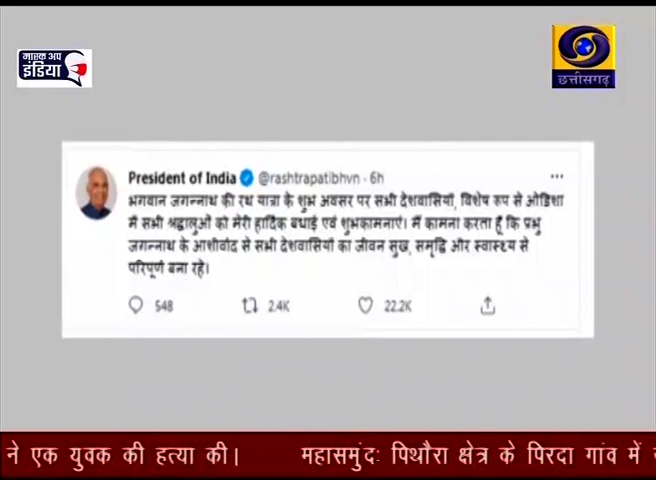 मास्क अप
इंडिया
छत्तीसगढ़
President of India @rashtrapatibhvn · 6h
भगवान जगन्नाथ की रथ यात्रा के शुभ अवसर पर सभी देशवासियों, विशेष रूप से ओडिशा
में सभी श्रद्धालुओं को मेरी हार्दिक बधाई एवं शुभकामनाएं। मैं कामना करता हूँ कि प्रभु
जगन्नाथ के आशीर्वाद से सभी देशवासियों का जीवन सुख, समृद्धि और स्वास्थ्य से
परिपूर्ण बना रहे।
548 2.4K 22.2K
ने एक युवक की हत्या की। महासमुंद: पिथौरा क्षेत्र के पिरदा गांव में